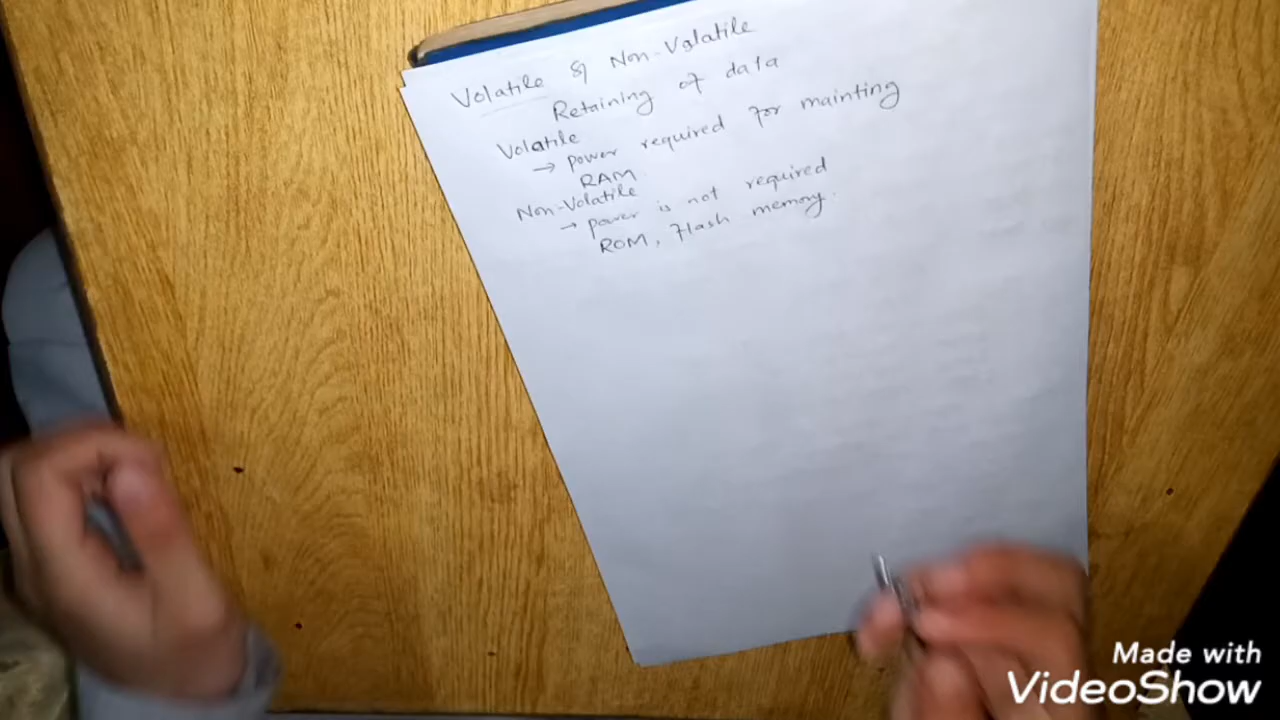 Volatile & Non-Volatile
Retaining of data
Volatile
→ power required for mainting
RAM
Non-Volatile
→ power is not required
ROM, Flash memory.
Made with
VideoShow